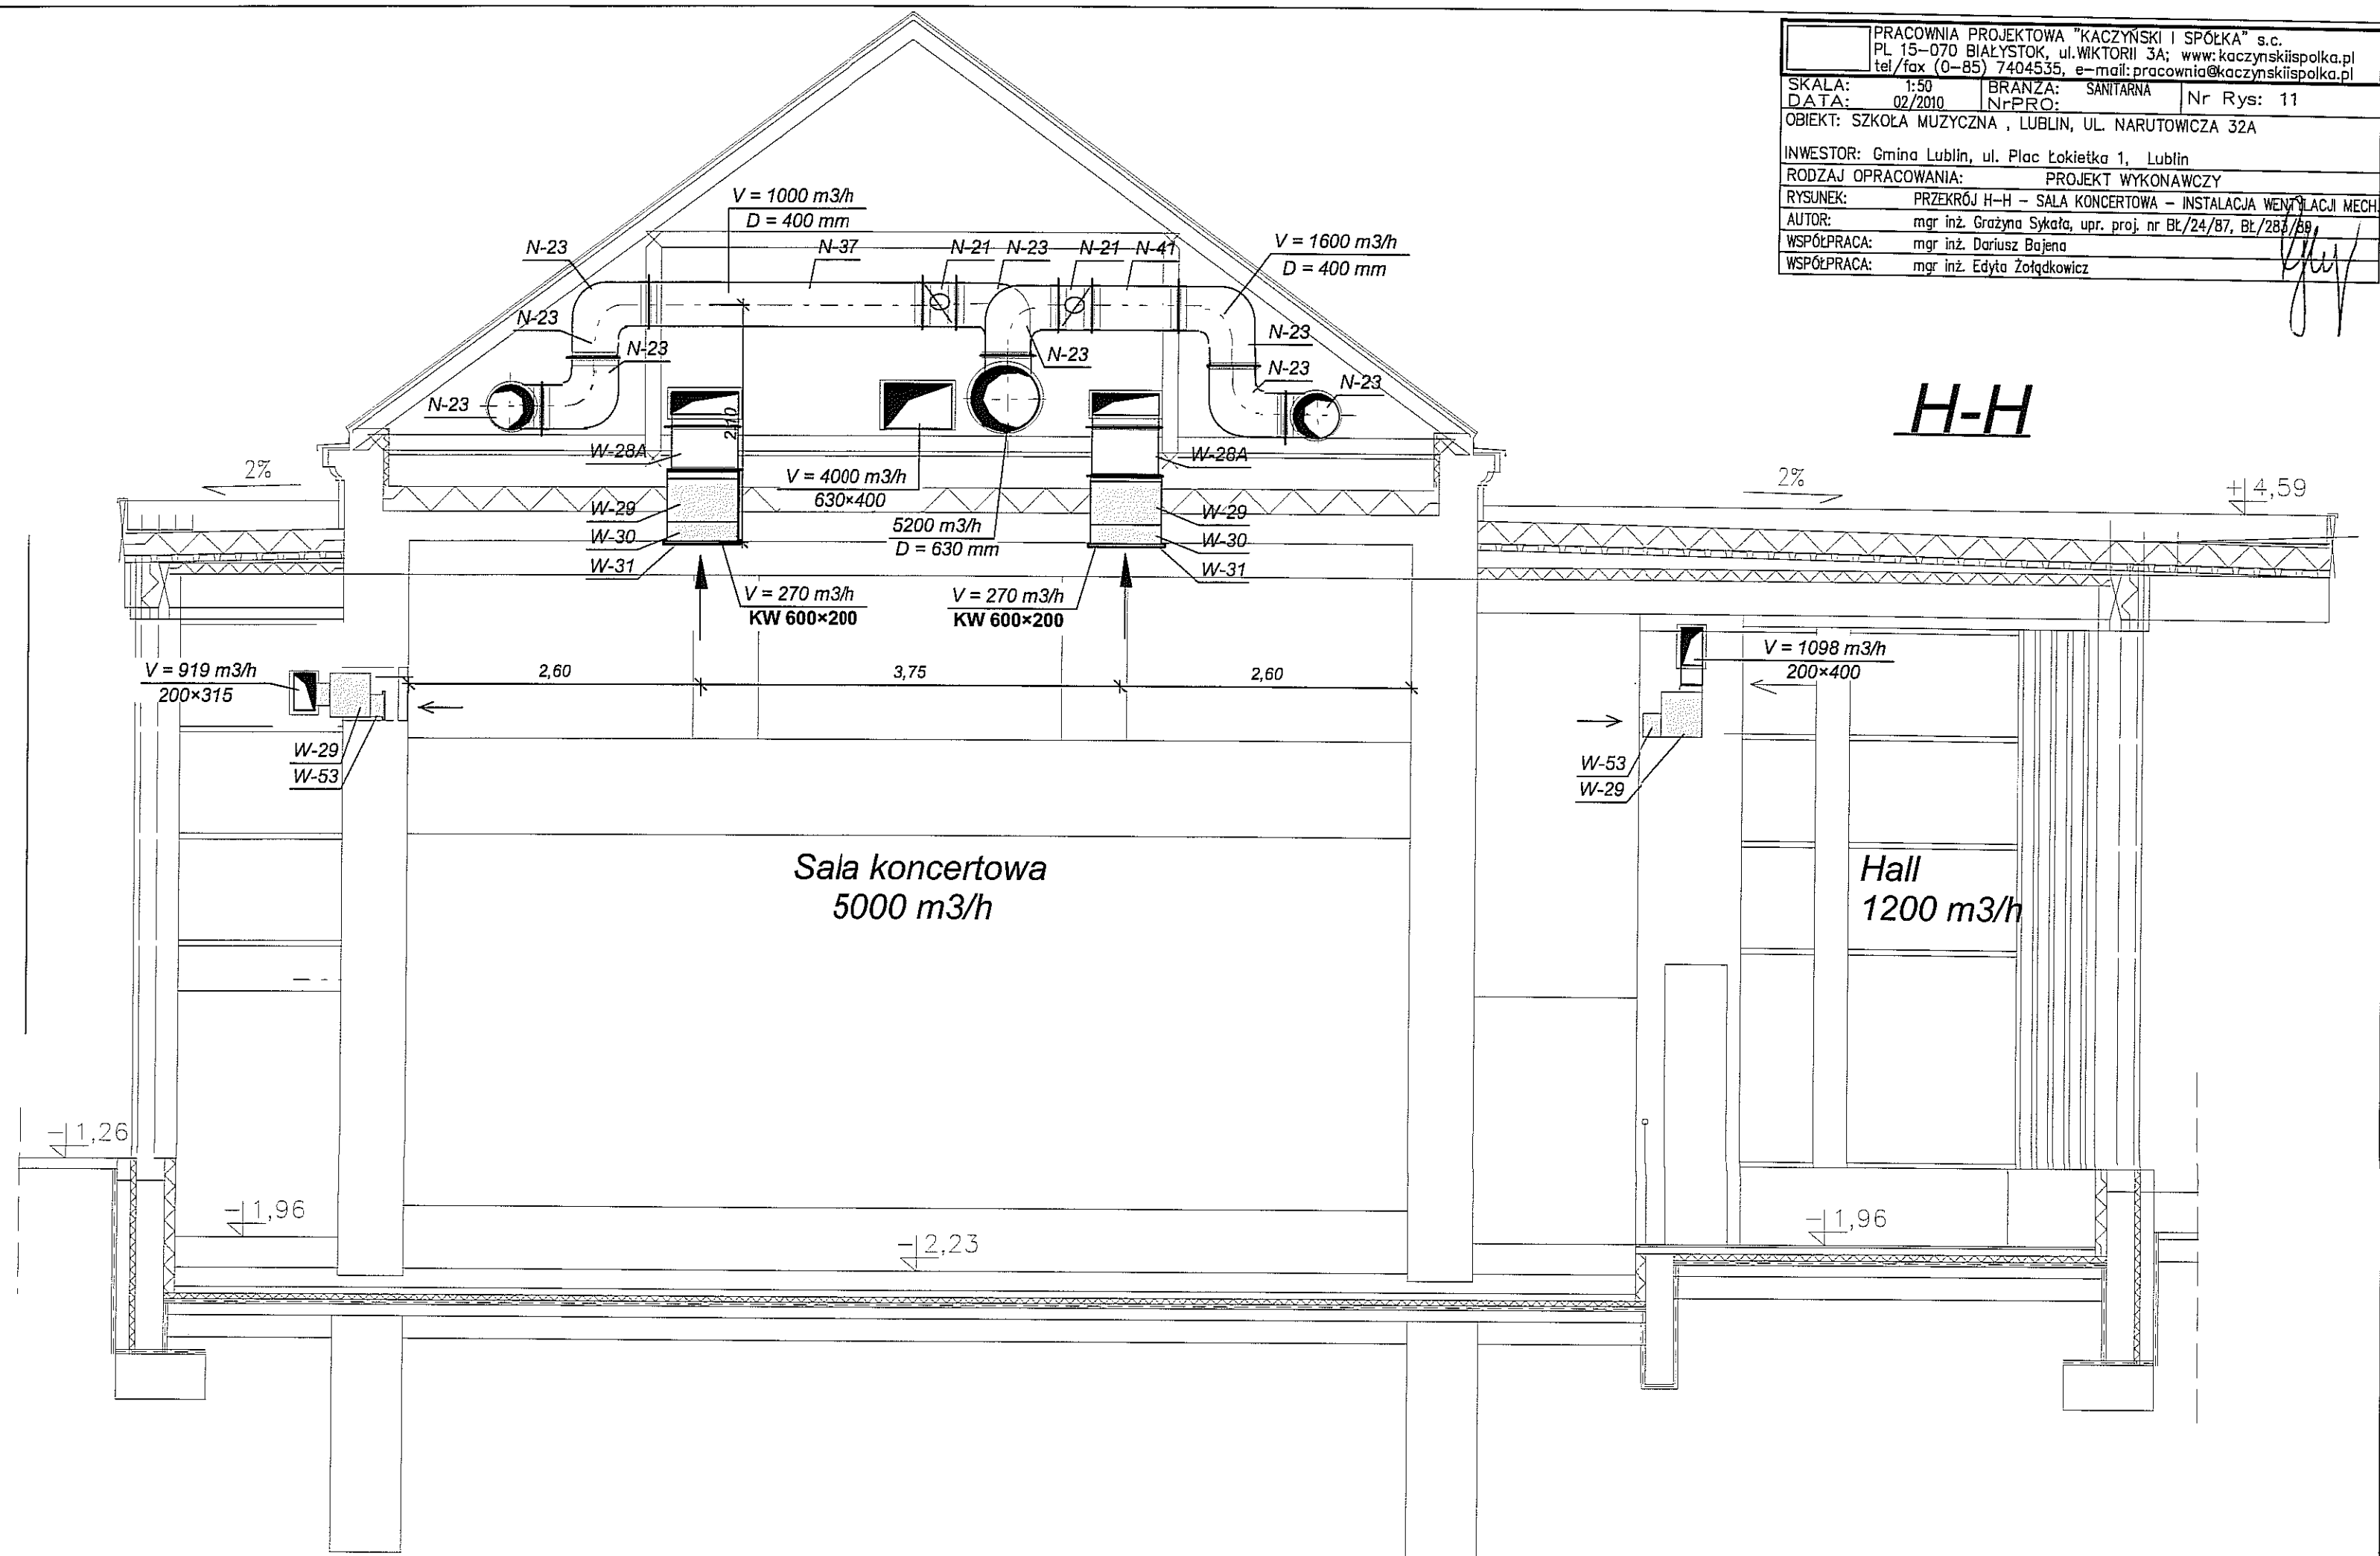 PRACOWNIA PROJEKTOWA "KACZYŃSKI I SPÓŁKA" s.c.
PL 15-070 BIAŁYSTOK, ul.WIKTORII 3A; www:kaczynskiispolka.pl
tel/fax (0-85) 7404535, e-mail:pracownia@kaczynskiispolka.pl
SKALA: 1:50 BRANŻA: SANITARNA Nr Rys: 11
DATA: 02/2010 NrPRO:
OBIEKT: SZKOŁA MUZYCZNA , LUBLIN, UL. NARUTOWICZA 32A
INWESTOR: Gmina Lublin, ul. Plac Łokietka 1, Lublin
RODZAJ OPRACOWANIA: PROJEKT WYKONAWCZY
RYSUNEK: PRZEKRÓJ H-H - SALA KONCERTOWA - INSTALACJA WENTYLACJI MECH.
AUTOR: mgr inż. Grażyna Sykała, upr. proj. nr BŁ/24/87, BŁ/283/89
WSPÓŁPRACA: mgr inż. Dariusz Bajena
WSPÓŁPRACA: mgr inż. Edyta Żołądkowicz
H-H
V = 1000 m3/h
D = 400 mm
N-23 N-37 N-21 N-23 N-21 N-41
V = 1600 m3/h
D = 400 mm
N-23
N-23
N-23
N-23
N-23
N-23
N-23
N-23
2,10
W-28A
W-28A
V = 4000 m3/h
630×400
5200 m3/h
D = 630 mm
W-29
W-30
W-31
W-29
W-30
W-31
2%
2%
+4,59
V = 270 m3/h
KW 600×200
V = 270 m3/h
KW 600×200
V = 919 m3/h
200×315
2,60 3,75 2,60
V = 1098 m3/h
200×400
W-29
W-53
W-53
W-29
Sala koncertowa
5000 m3/h
Hall
1200 m3/h
-1,26
-1,96
-2,23
-1,96